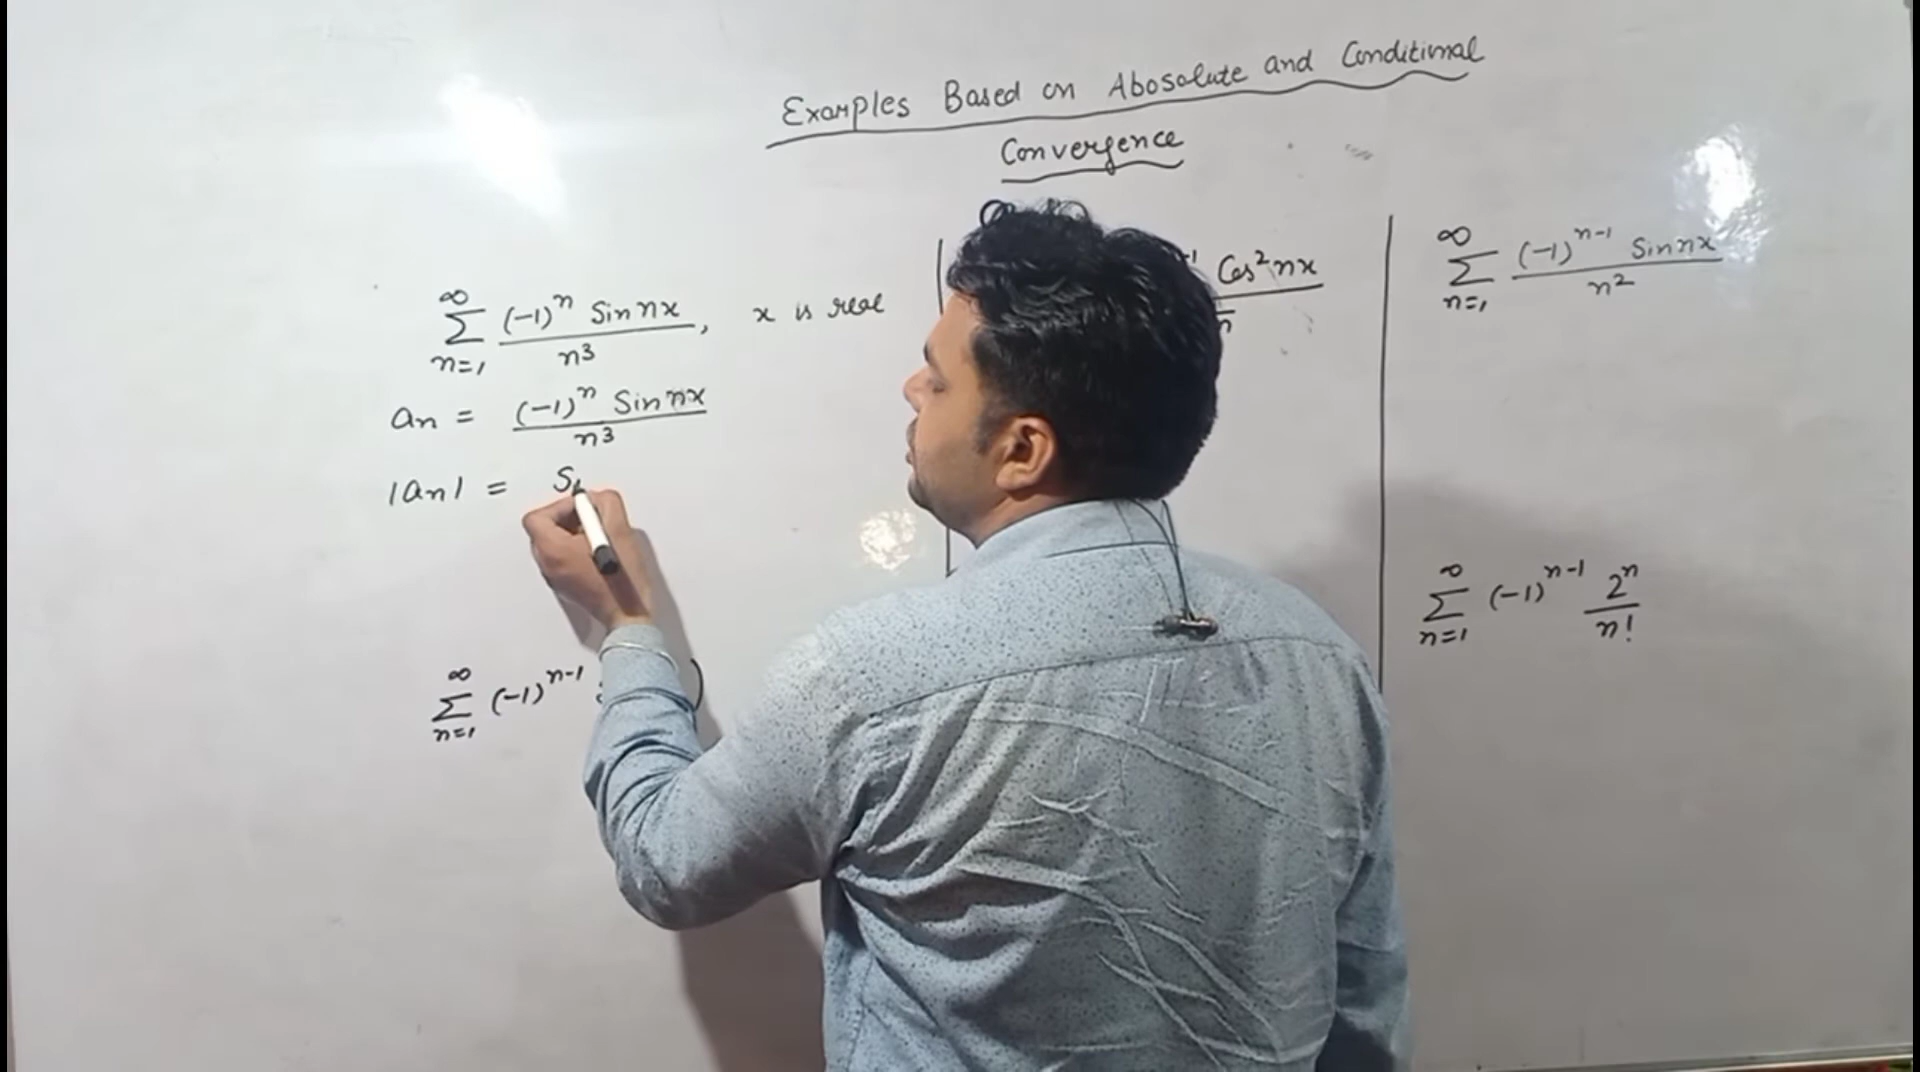 Examples Based on Abosolute and Conditional
Convergence
∞∑n=1 (-1)^n Sin nx / n^3, x is real
an = (-1)^n Sin nx / n^3
|an| = S
∞∑n=1 (-1)^n-1
Cos^2 nx / n
∞∑n=1 (-1)^n-1 Sin nx / n^2
∞∑n=1 (-1)^n-1 2^n / n!